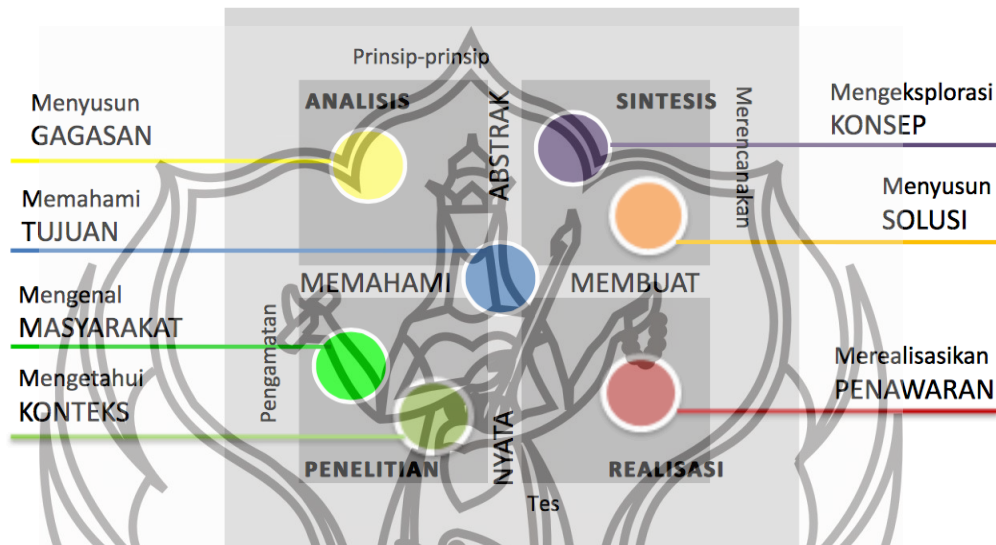 Prinsip-prinsip
ANALISIS
ABSTRAK
SINTESIS
Merencanakan
Menyusun
GAGASAN
Memahami
TUJUAN
Mengenal
MASYARAKAT
Mengetahui
KONTEKS
Mengeksplorasi
KONSEP
Menyusun
SOLUSI
Merealisasikan
PENAWARAN
MEMAHAMI
MEMBUAT
Pengamatan
PENELITIAN
NYATA
REALISASI
Tes